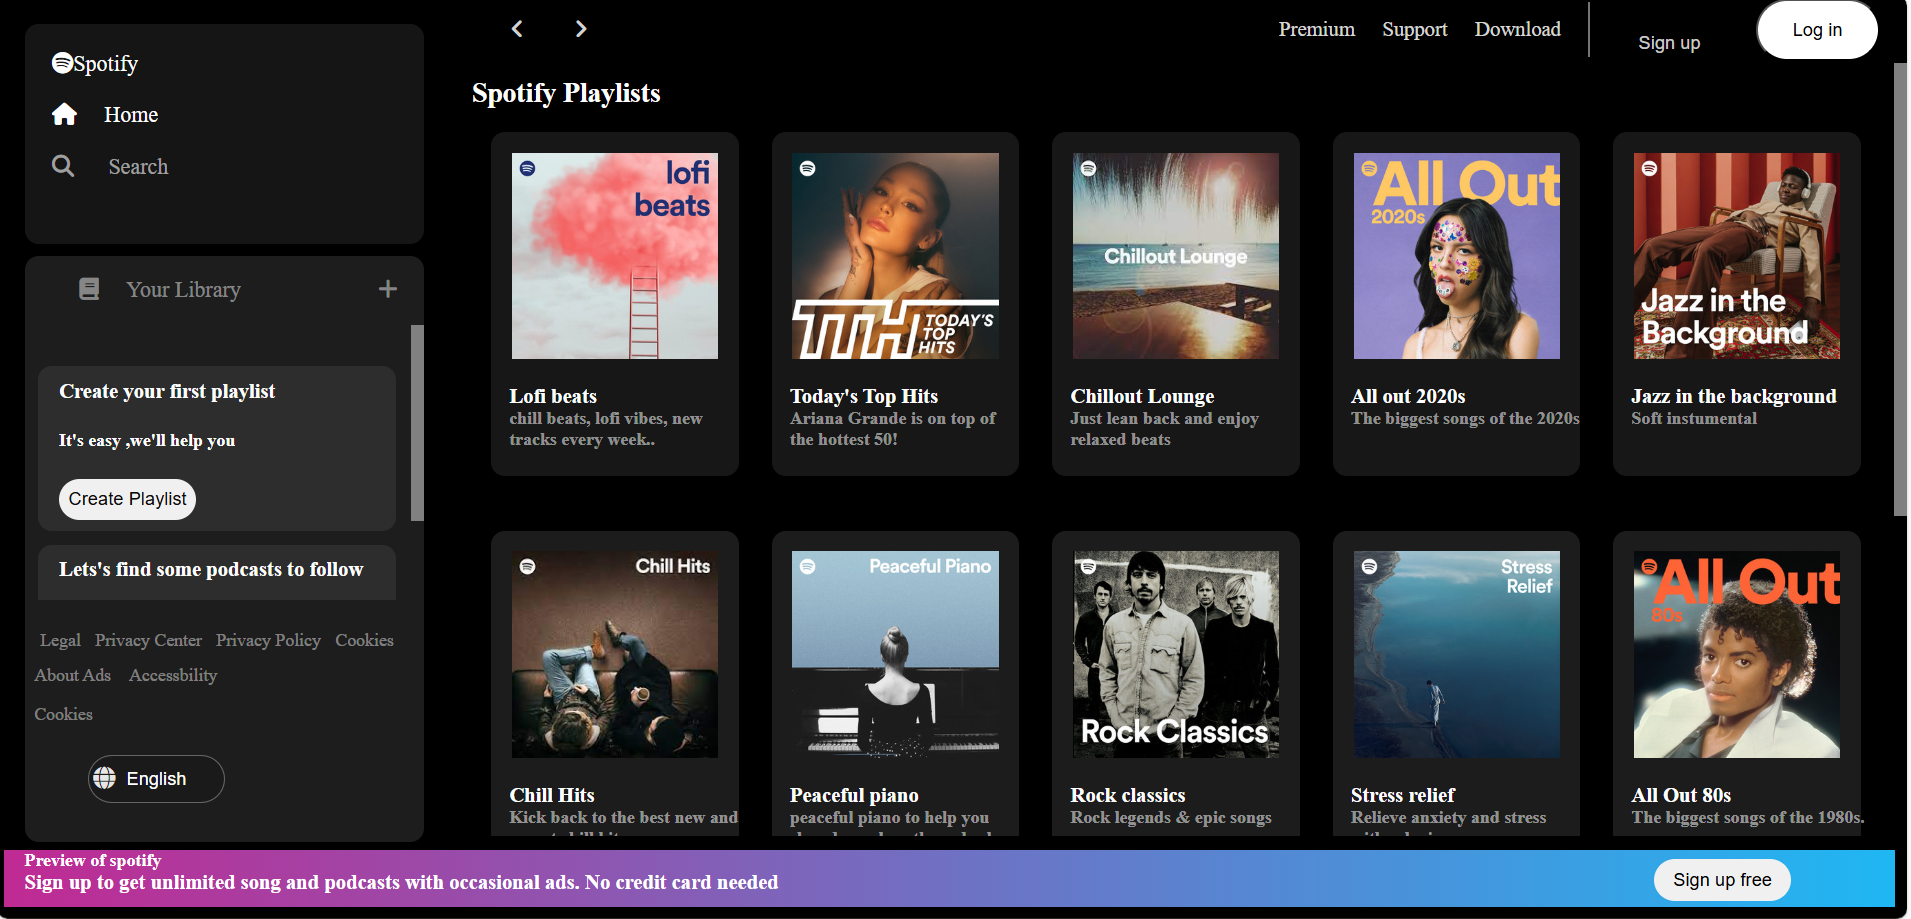 Spotify
Home
Search
Your Library
Create your first playlist
It's easy ,we'll help you
Create Playlist
Lets's find some podcasts to follow
Legal Privacy Center Privacy Policy Cookies
About Ads Accessbility
Cookies
English
Premium Support Download
Sign up
Log in
Spotify Playlists
lofi
beats
Lofi beats
chill beats, lofi vibes, new
tracks every week..
TTH TODAY'S
TOP
HITS
Today's Top Hits
Ariana Grande is on top of
the hottest 50!
Chillout Lounge
Chillout Lounge
Just lean back and enjoy
relaxed beats
All Out
2020s
All out 2020s
The biggest songs of the 2020s
Jazz in the
Background
Jazz in the background
Soft instumental
Chill Hits
Chill Hits
Kick back to the best new and
Peaceful Piano
Peaceful piano
peaceful piano to help you
Rock Classics
Rock classics
Rock legends & epic songs
Stress
Relief
Stress relief
Relieve anxiety and stress
All Out
80s
All Out 80s
The biggest songs of the 1980s.
Preview of spotify
Sign up to get unlimited song and podcasts with occasional ads. No credit card needed
Sign up free